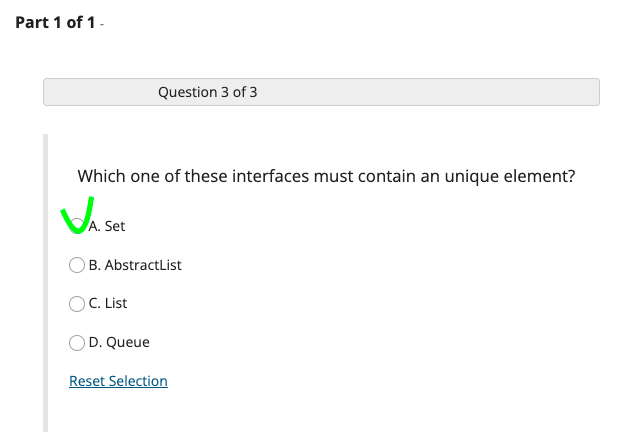 Part 1 of 1 -
Question 3 of 3
Which one of these interfaces must contain an unique element?
A. Set
B. AbstractList
C. List
D. Queue
Reset Selection